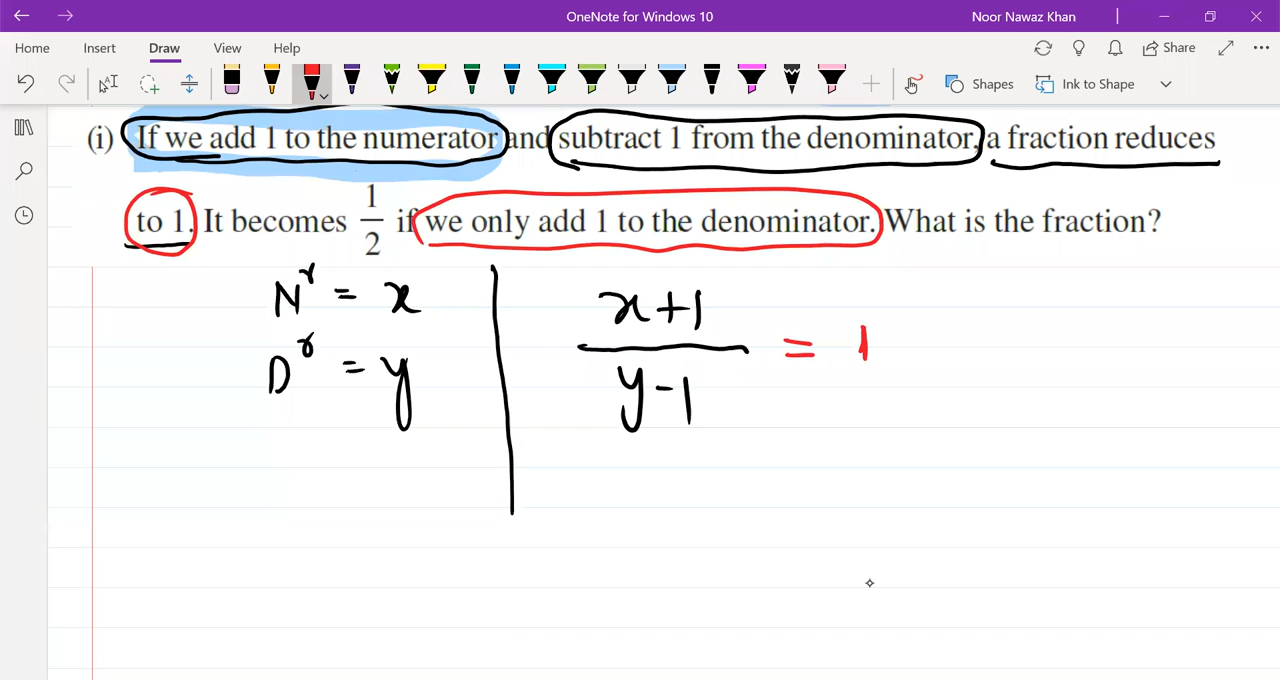 OneNote for Windows 10
Noor Nawaz Khan
Home Insert Draw View Help
Share
Shapes
Ink to Shape
(i) If we add 1 to the numerator and subtract 1 from the denominator, a fraction reduces
to 1. It becomes 1/2 if we only add 1 to the denominator. What is the fraction?
Nʳ = x
Dʳ = y
x+1
y-1
= 1